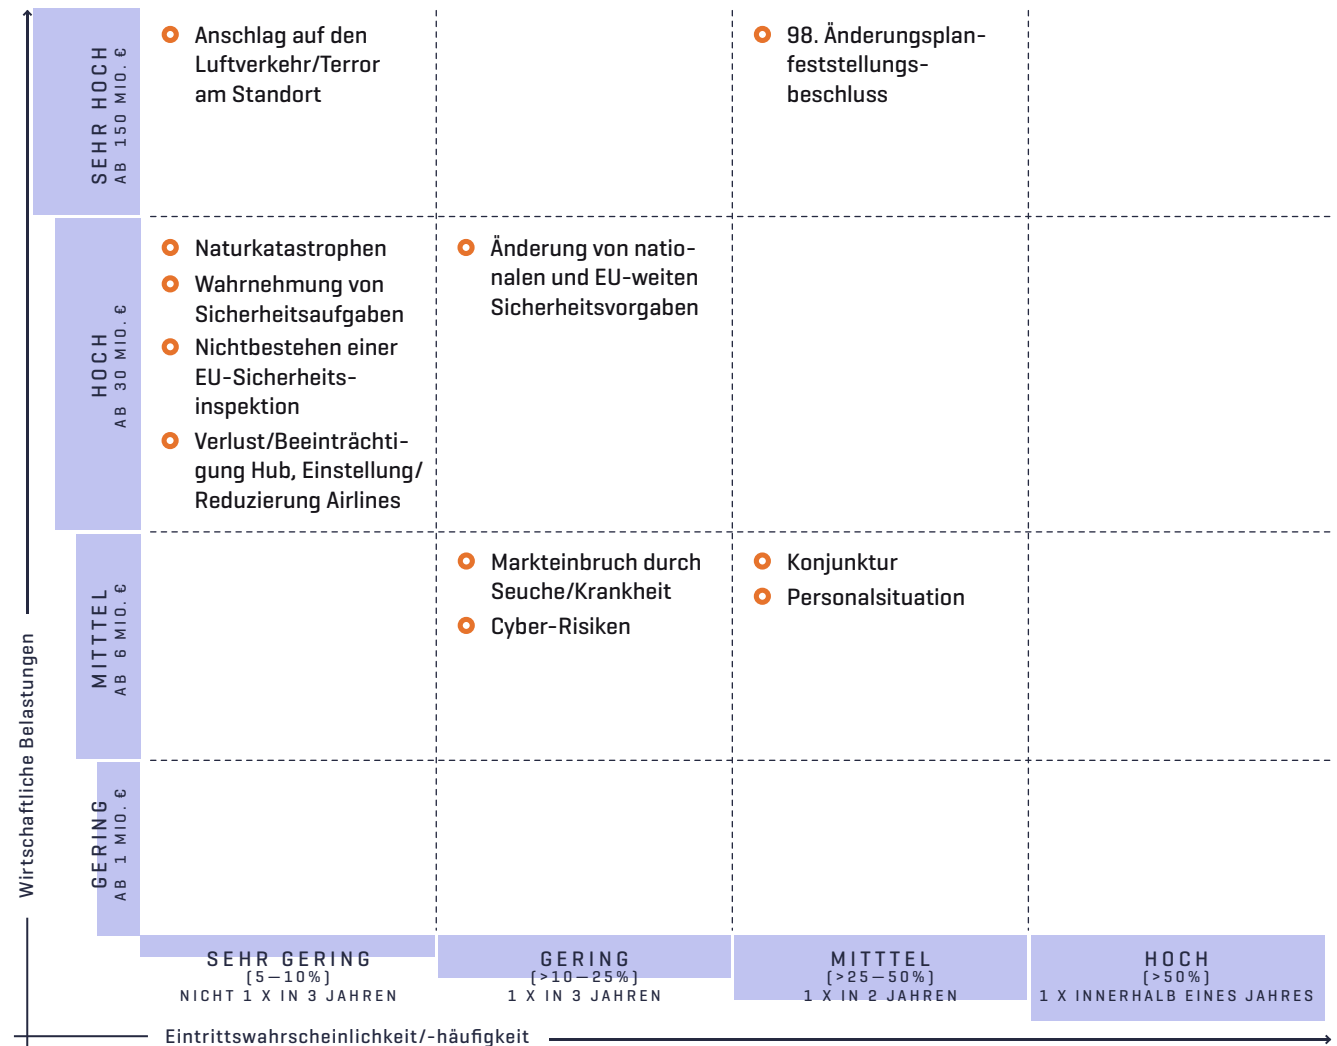 Wirtschaftliche Belastungen
SEHR HOCH
AB 150 MIO. €
Anschlag auf den
Luftverkehr/Terror
am Standort
98. Änderungsplan-
feststellungs-
beschluss
HOCH
AB 30 MIO. €
Naturkatastrophen
Wahrnehmung von
Sicherheitsaufgaben
Nichtbestehen einer
EU-Sicherheits-
inspektion
Verlust/Beeinträchti-
gung Hub, Einstellung/
Reduzierung Airlines
Änderung von natio-
nalen und EU-weiten
Sicherheitsvorgaben
MITTTEL
AB 6 MIO. €
Markteinbruch durch
Seuche/Krankheit
Cyber-Risiken
Konjunktur
Personalsituation
GERING
AB 1 MIO. €
SEHR GERING
(5—10%)
NICHT 1 X IN 3 JAHREN
GERING
(>10—25%)
1 X IN 3 JAHREN
MITTTEL
(>25—50%)
1 X IN 2 JAHREN
HOCH
(>50%)
1 X INNERHALB EINES JAHRES
Eintrittswahrscheinlichkeit/-häufigkeit